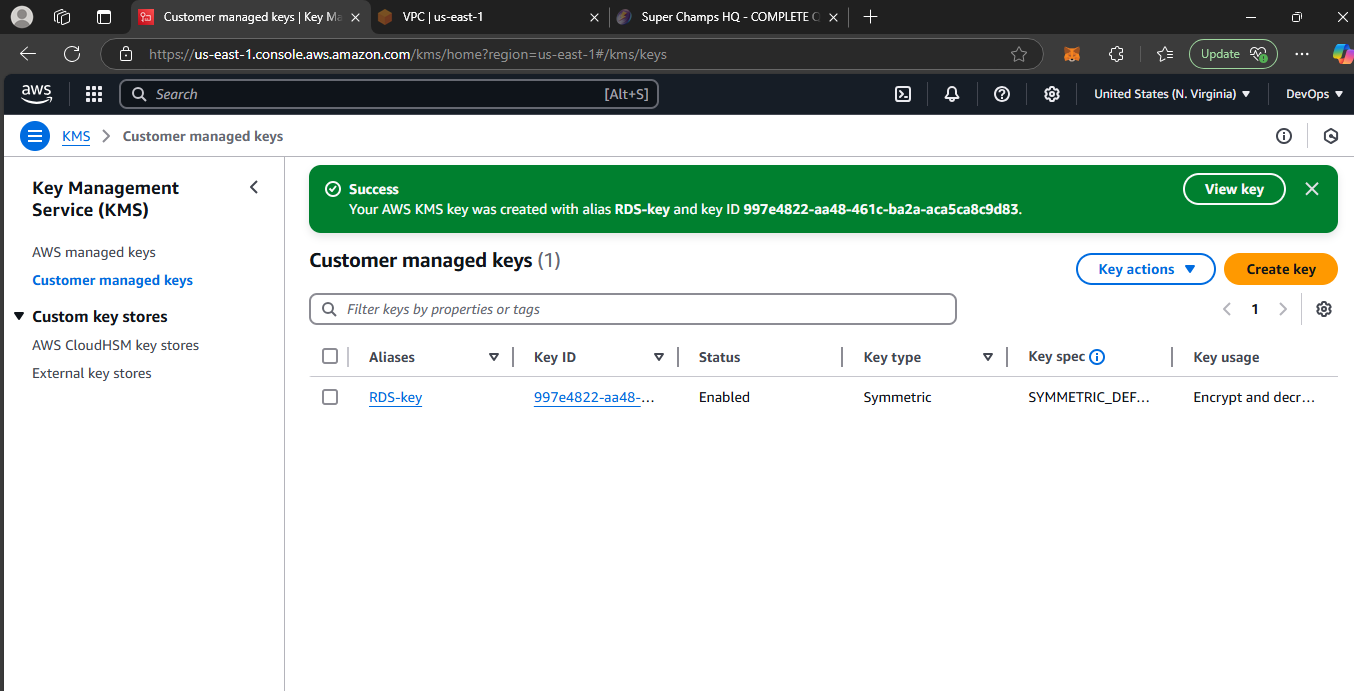 Customer managed keys | Key Ma
VPC | us-east-1
Super Champs HQ - COMPLETE Q
https://us-east-1.console.aws.amazon.com/kms/home?region=us-east-1#/kms/keys
Update
aws
Search
[Alt+S]
United States (N. Virginia)
DevOps
KMS
Customer managed keys
Key Management Service (KMS)
AWS managed keys
Customer managed keys
Custom key stores
AWS CloudHSM key stores
External key stores
Success
Your AWS KMS key was created with alias RDS-key and key ID 997e4822-aa48-461c-ba2a-aca5ca8c9d83.
View key
Customer managed keys (1)
Key actions
Create key
Filter keys by properties or tags
1
Aliases
Key ID
Status
Key type
Key spec
Key usage
RDS-key
997e4822-aa48-...
Enabled
Symmetric
SYMMETRIC_DEF...
Encrypt and decr...